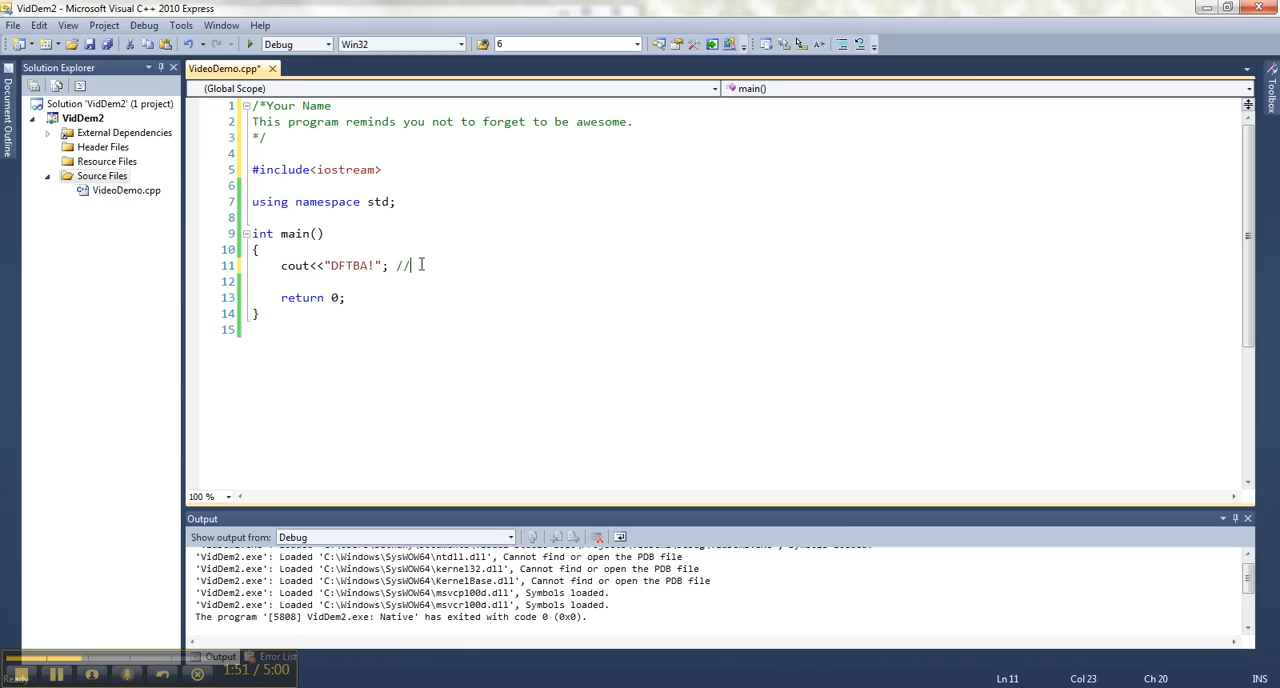 VidDem2 - Microsoft Visual C++ 2010 Express
File Edit View Project Debug Tools Window Help
Debug Win32 6
Solution Explorer
VideoDemo.cpp*
Document Outline
Toolbox
(Global Scope) main()
Solution 'VidDem2' (1 project)
VidDem2
External Dependencies
Header Files
Resource Files
Source Files
VideoDemo.cpp
1 /*Your Name
2 This program reminds you not to forget to be awesome.
3 */
4
5 #include<iostream>
6
7 using namespace std;
8
9 int main()
10 {
11 cout<<"DFTBA!"; //
12
13 return 0;
14 }
15
100 %
Output
Show output from: Debug
'VidDem2.exe': Loaded 'C:\Windows\SysWOW64\ntdll.dll', Cannot find or open the PDB file
'VidDem2.exe': Loaded 'C:\Windows\SysWOW64\kernel32.dll', Cannot find or open the PDB file
'VidDem2.exe': Loaded 'C:\Windows\SysWOW64\KernelBase.dll', Cannot find or open the PDB file
'VidDem2.exe': Loaded 'C:\Windows\SysWOW64\msvcp100d.dll', Symbols loaded.
'VidDem2.exe': Loaded 'C:\Windows\SysWOW64\msvcr100d.dll', Symbols loaded.
The program '[5808] VidDem2.exe: Native' has exited with code 0 (0x0).
Output Error List
1:51 / 5:00
Ready Ln 11 Col 23 Ch 20 INS